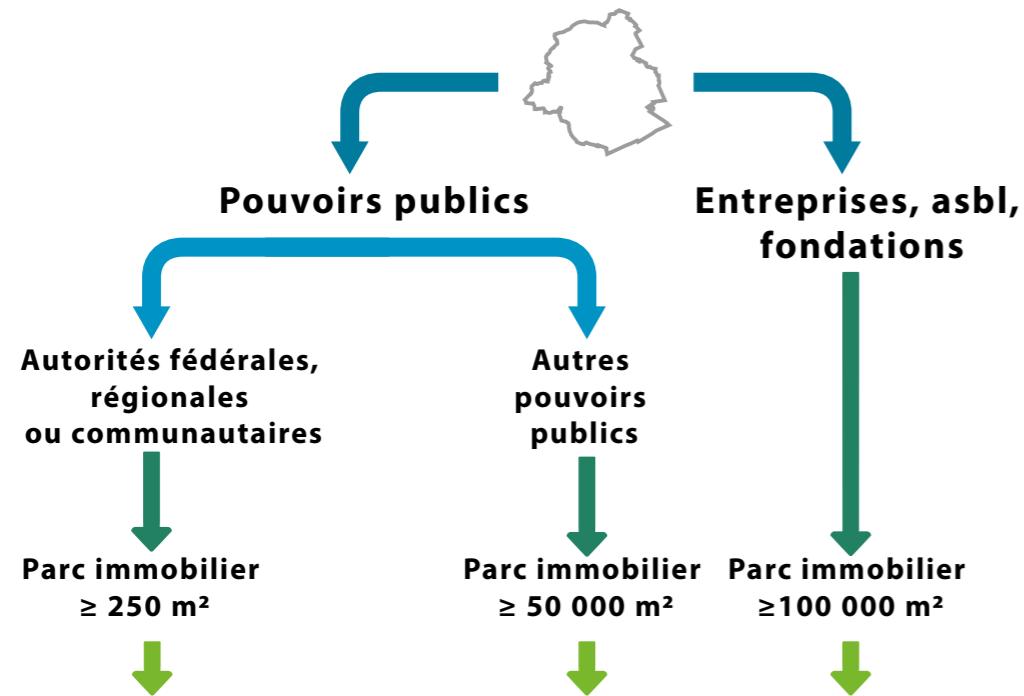 Pouvoirs publics
Entreprises, asbl,
fondations
Autorités fédérales,
régionales
ou communautaires
Autres
pouvoirs
publics
Parc immobilier
≥ 250 m²
Parc immobilier
≥ 50 000 m²
Parc immobilier
≥100 000 m²